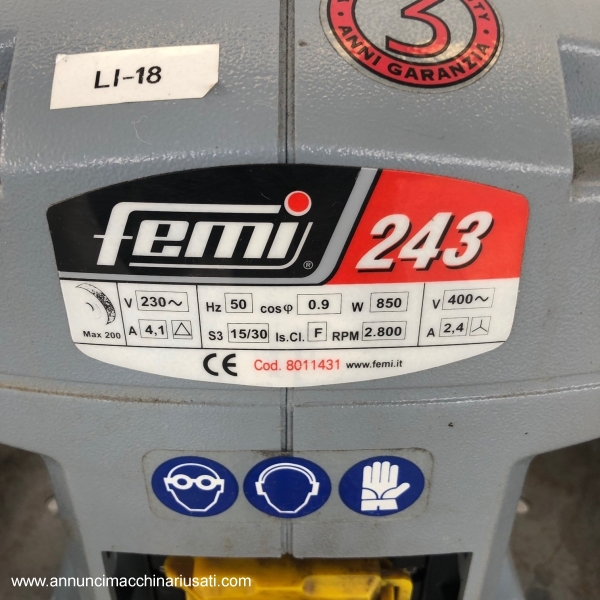 3
ANNI GARANZIA
LI-18
femi® 243
V 230~ Hz 50 cosφ 0.9 W 850 V 400~
Max 200 A 4,1 △ S3 15/30 Is.Cl. F RPM 2.800 A 2,4
CE Cod. 8011431 www.femi.it
www.annuncimacchinariusati.com